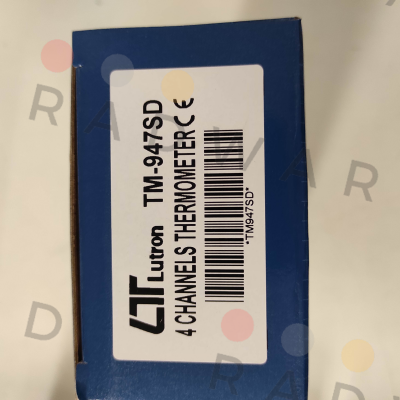 Lutron TM-947SD
4 CHANNELS THERMOMETER CE
*TM947SD*